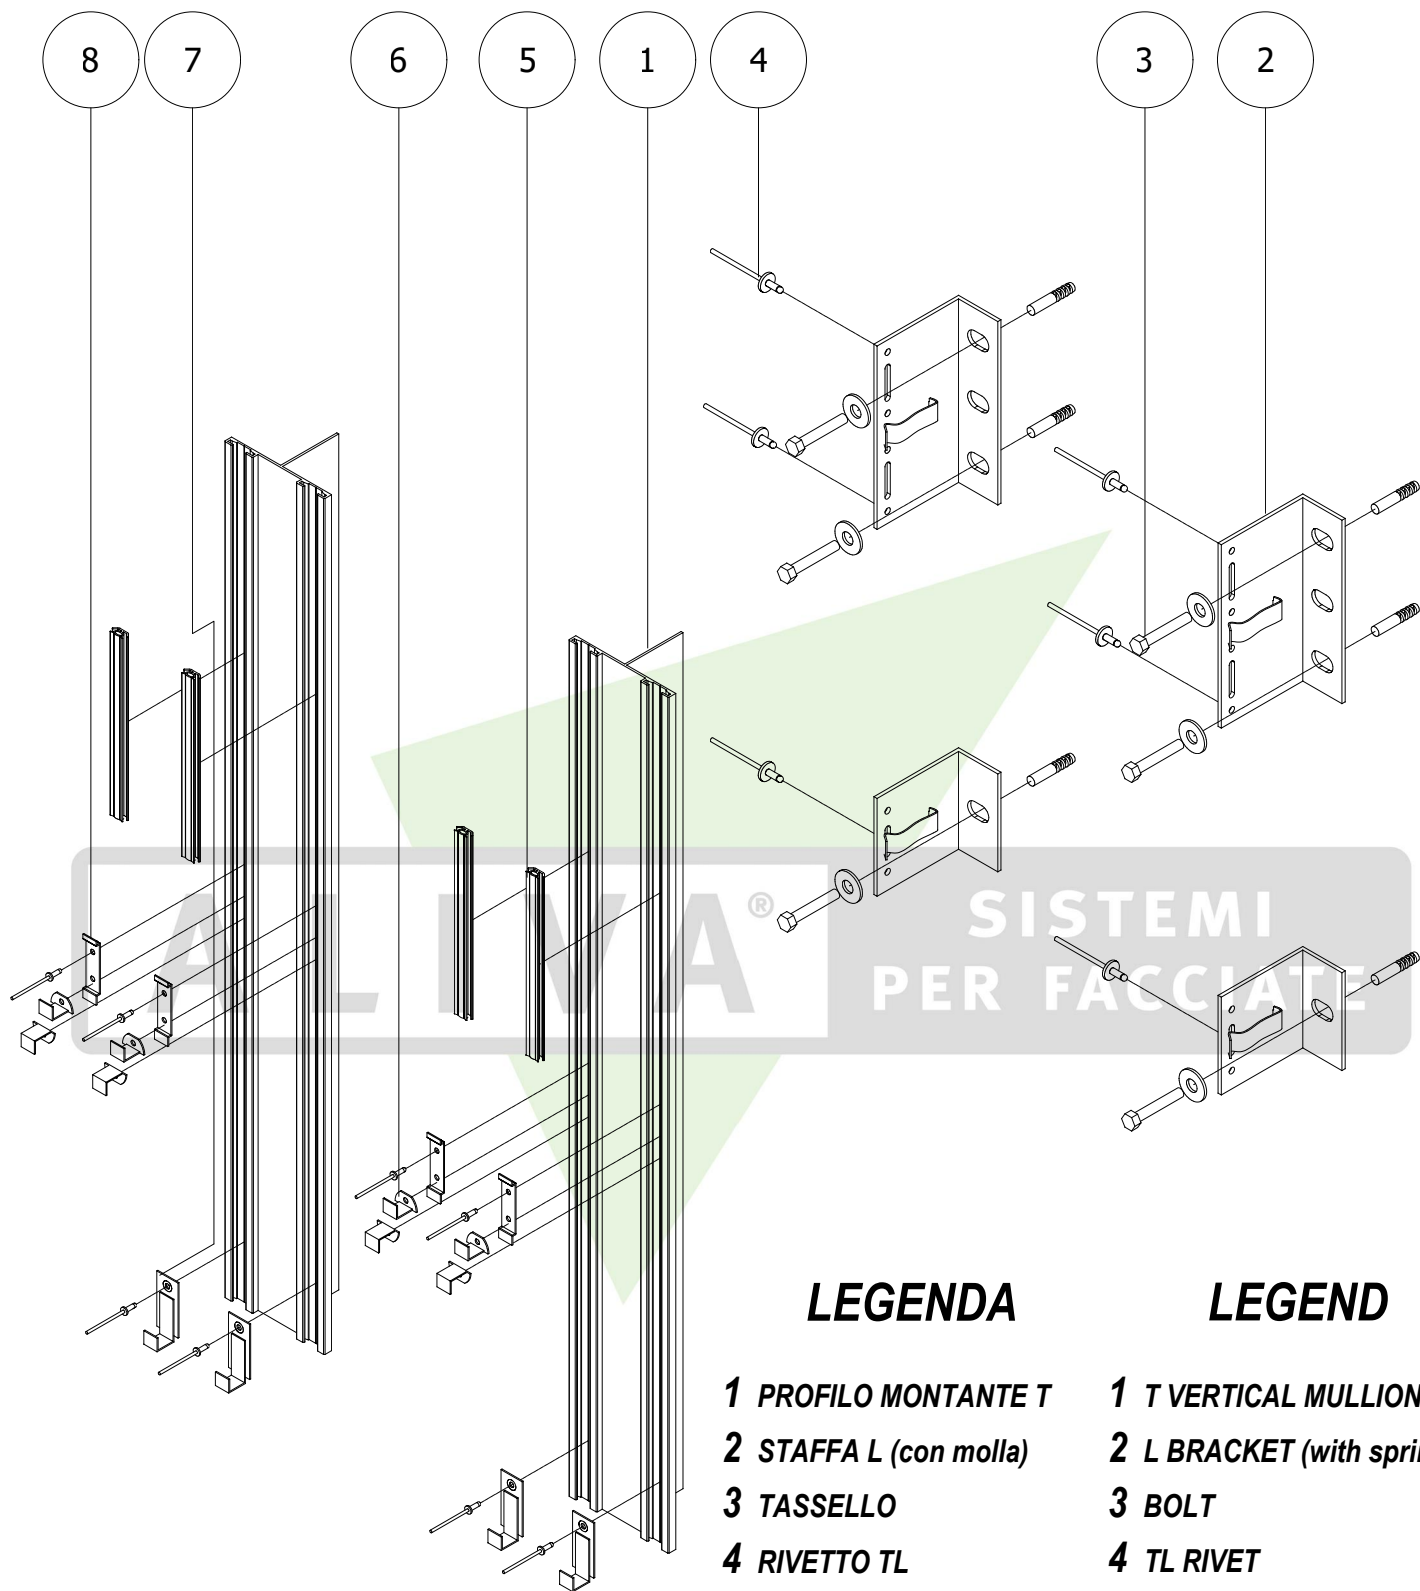 8 7 6 5 1 4 3 2
ALIVA®
SISTEMI
PER FACCIATE
LEGENDA
1 PROFILO MONTANTE T
2 STAFFA L (con molla)
3 TASSELLO
4 RIVETTO TL
LEGEND
1 T VERTICAL MULLION
2 L BRACKET (with sprin
3 BOLT
4 TL RIVET